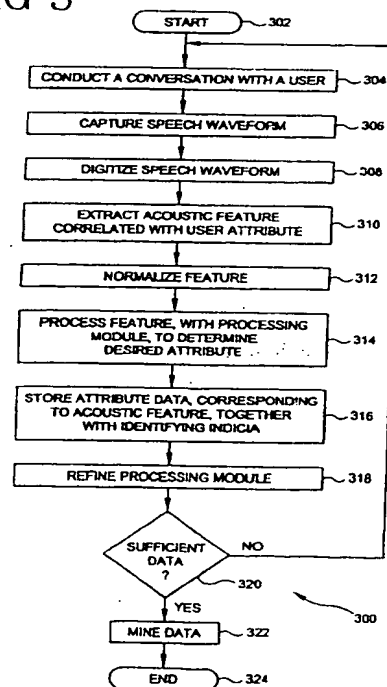 START
302
CONDUCT A CONVERSATION WITH A USER
304
CAPTURE SPEECH WAVEFORM
306
DIGITIZE SPEECH WAVEFORM
308
EXTRACT ACOUSTIC FEATURE
CORRELATED WITH USER ATTRIBUTE
310
NORMALIZE FEATURE
312
PROCESS FEATURE, WITH PROCESSING
MODULE, TO DETERMINE
DESIRED ATTRIBUTE
314
STORE ATTRIBUTE DATA, CORRESPONDING
TO ACOUSTIC FEATURE, TOGETHER
WITH IDENTIFYING INDICIA
316
REFINE PROCESSING MODULE
318
SUFFICIENT
DATA
?
NO
320
YES
300
MINE DATA
322
END
324